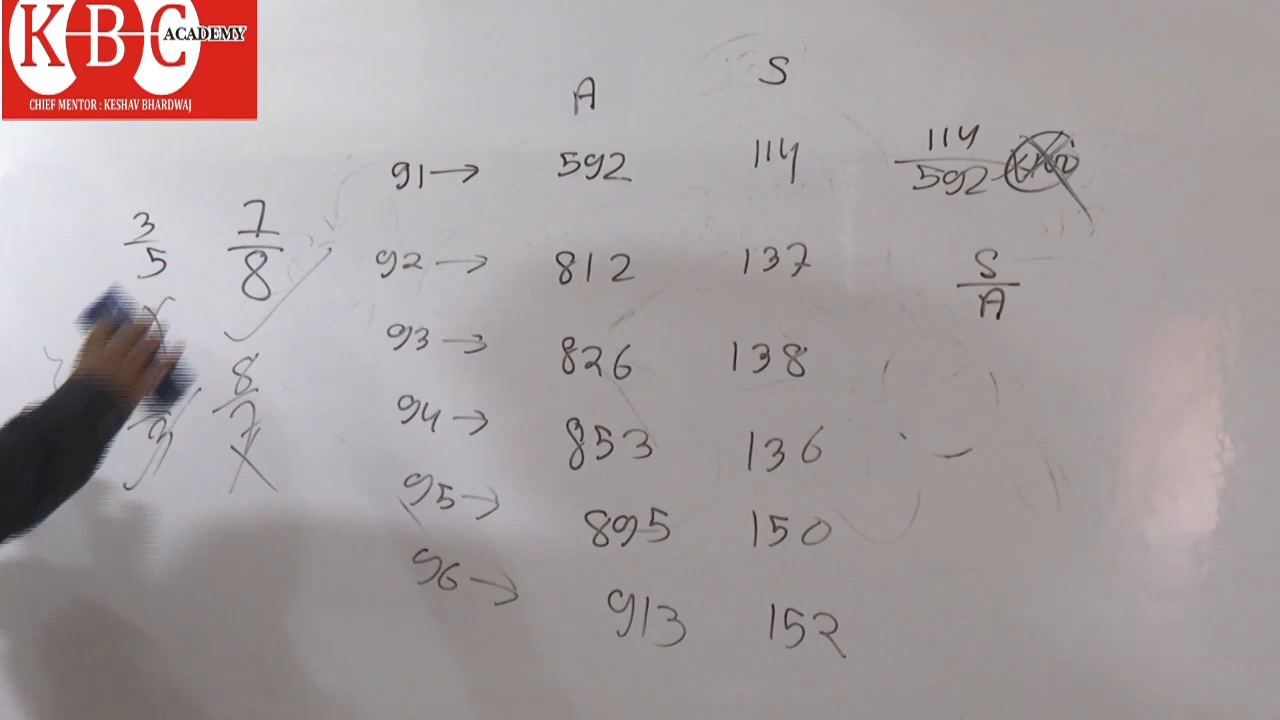 KBC ACADEMY
CHIEF MENTOR : KESHAV BHARDWAJ
A S
91 → 592 114 114/592
92 → 812 137 S/A
93 → 826 138
94 → 853 136
95 → 895 150
96 → 913 152
3/5 7/8
8/7
3